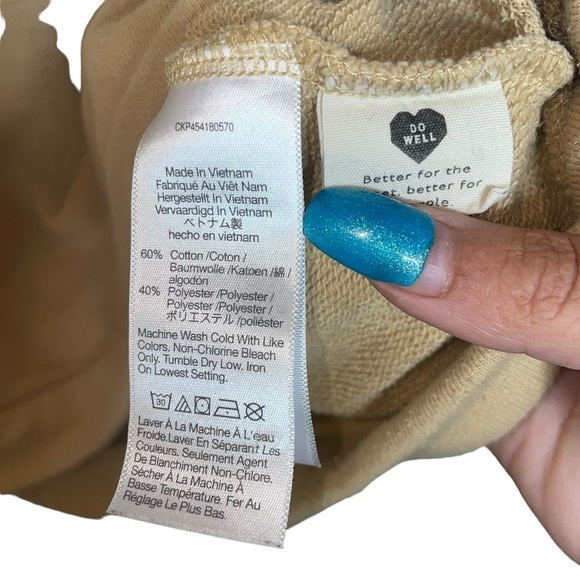 CKP454180570
Made In Vietnam
Fabriqué Au Viêt Nam
Hergestellt In Vietnam
Vervaardigd In Vietnam
ベトナム製
hecho en vietnam
60% Cotton /Coton /
Baumwolle /Katoen /綿 /
algodón
40% Polyester /Polyester /
Polyester /Polyester /
ポリエステル /poliéster
Machine Wash Cold With Like
Colors. Non-Chlorine Bleach
Only. Tumble Dry Low. Iron
On Lowest Setting.
30
Laver À La Machine À L'eau
Froide.Laver En Séparant Les
Couleurs. Seulement Agent
De Blanchiment Non-Chlore.
Sécher À La Machine À
Basse Température. Fer Au
Réglage Le Plus Bas.
DO
WELL
Better for the
better for